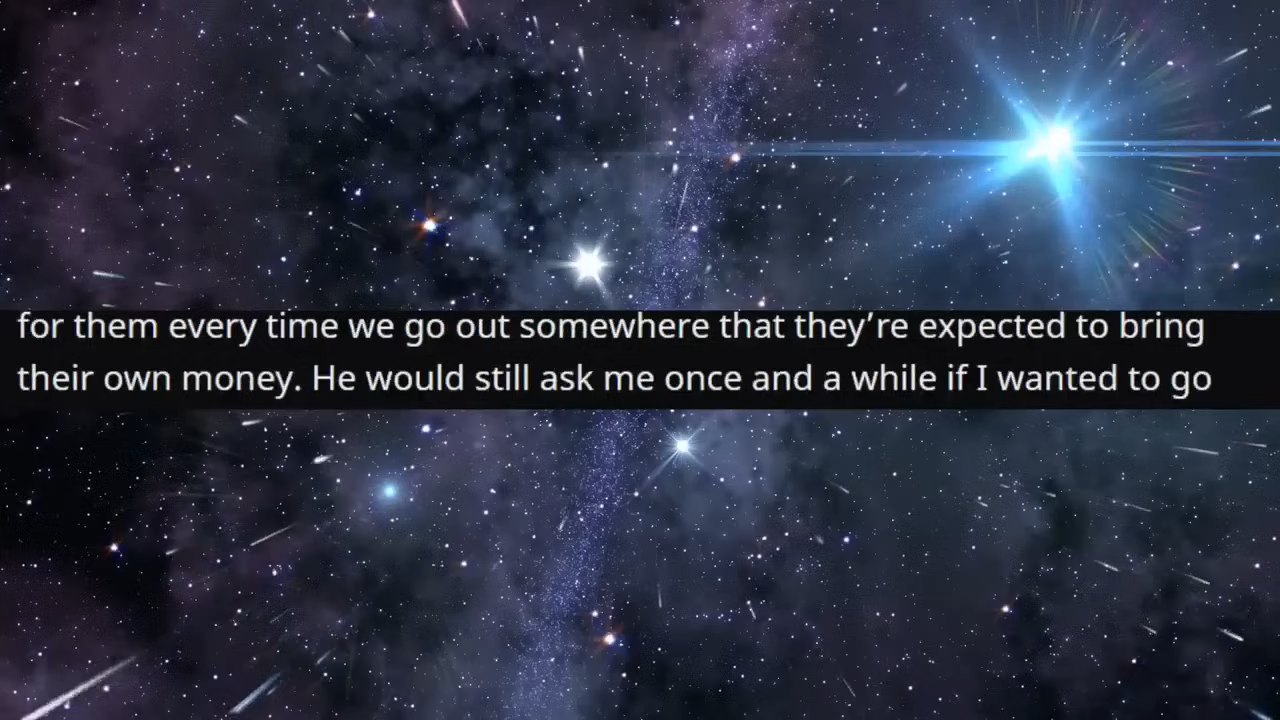 for them every time we go out somewhere that they’re expected to bring
their own money. He would still ask me once and a while if I wanted to go